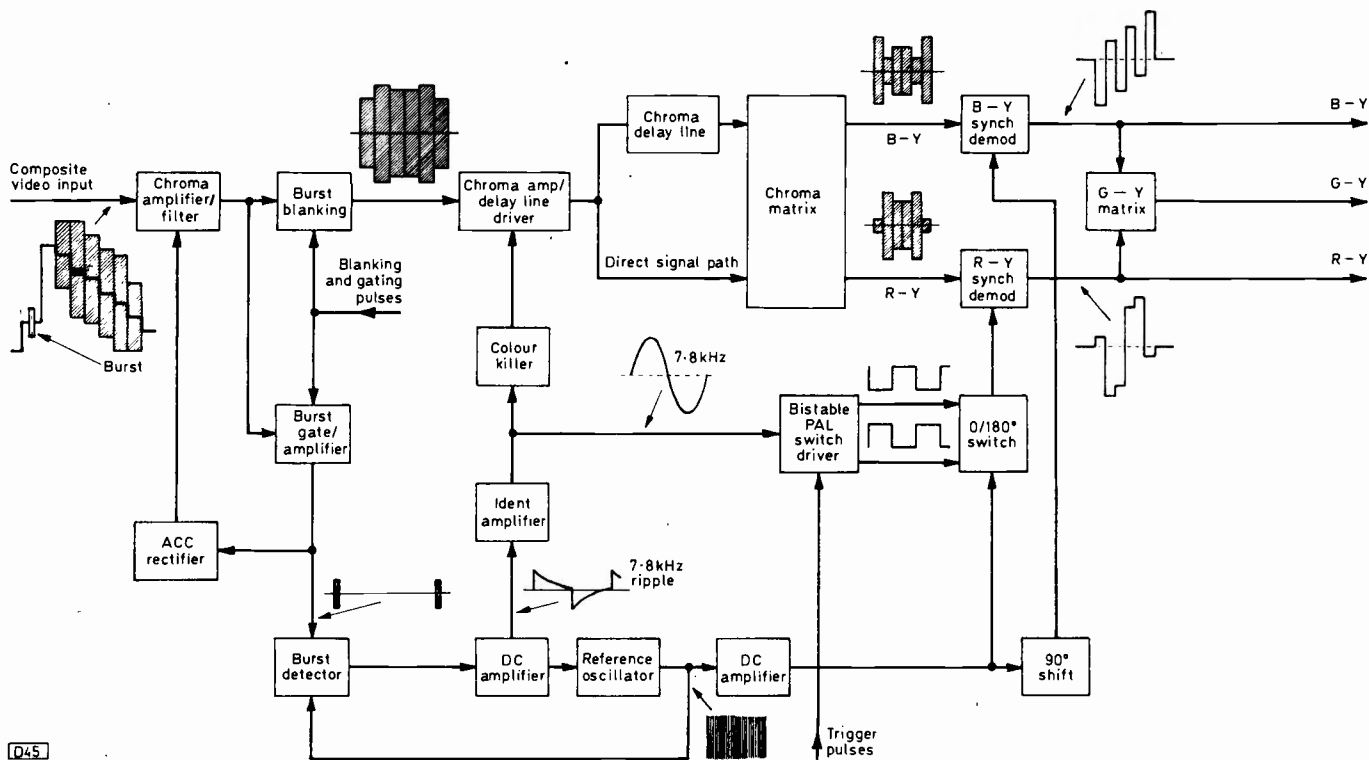 Composite
video input
Burst
Chroma
amplifier/
filter
Burst
blanking
Blanking
and gating
pulses
Burst
gate/
amplifier
ACC
rectifier
Burst
detector
Chroma amp/
delay line
driver
Colour
killer
Ident
amplifier
7·8kHz
ripple
DC
amplifier
Reference
oscillator
DC
amplifier
Chroma
delay line
Direct signal path
Chroma
matrix
7·8kHz
Bistable
PAL
switch
driver
Trigger
pulses
0/180°
switch
90°
shift
B-Y
R-Y
B-Y
synch
demod
R-Y
synch
demod
G-Y
matrix
B-Y
G-Y
R-Y
D45